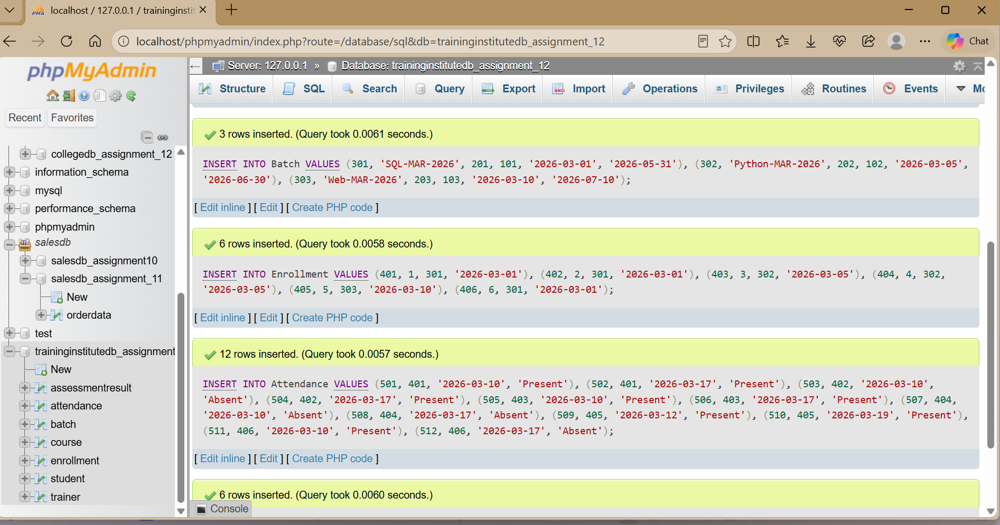 localhost / 127.0.0.1 / traininginstit
localhost/phpmyadmin/index.php?route=/database/sql&db=traininginstitutedb_assignment_12
Chat
phpMyAdmin
Recent
Favorites
collegedb_assignment_12
information_schema
mysql
performance_schema
phpmyadmin
salesdb
salesdb_assignment10
salesdb_assignment_11
New
orderdata
test
traininginstitutedb_assignment
New
assessmentresult
attendance
batch
course
enrollment
student
trainer
Server: 127.0.0.1 » Database: traininginstitutedb_assignment_12
Structure SQL Search Query Export Import Operations Privileges Routines Events Mo
3 rows inserted. (Query took 0.0061 seconds.)
INSERT INTO Batch VALUES (301, 'SQL-MAR-2026', 201, 101, '2026-03-01', '2026-05-31'), (302, 'Python-MAR-2026', 202, 102, '2026-03-05',
'2026-06-30'), (303, 'Web-MAR-2026', 203, 103, '2026-03-10', '2026-07-10');
[ Edit inline ] [ Edit ] [ Create PHP code ]
6 rows inserted. (Query took 0.0058 seconds.)
INSERT INTO Enrollment VALUES (401, 1, 301, '2026-03-01'), (402, 2, 301, '2026-03-01'), (403, 3, 302, '2026-03-05'), (404, 4, 302,
'2026-03-05'), (405, 5, 303, '2026-03-10'), (406, 6, 301, '2026-03-01');
[ Edit inline ] [ Edit ] [ Create PHP code ]
12 rows inserted. (Query took 0.0057 seconds.)
INSERT INTO Attendance VALUES (501, 401, '2026-03-10', 'Present'), (502, 401, '2026-03-17', 'Present'), (503, 402, '2026-03-10',
'Absent'), (504, 402, '2026-03-17', 'Present'), (505, 403, '2026-03-10', 'Present'), (506, 403, '2026-03-17', 'Present'), (507, 404,
'2026-03-10', 'Absent'), (508, 404, '2026-03-17', 'Absent'), (509, 405, '2026-03-12', 'Present'), (510, 405, '2026-03-19', 'Present'),
(511, 406, '2026-03-10', 'Present'), (512, 406, '2026-03-17', 'Absent');
[ Edit inline ] [ Edit ] [ Create PHP code ]
6 rows inserted. (Query took 0.0060 seconds.)
Console